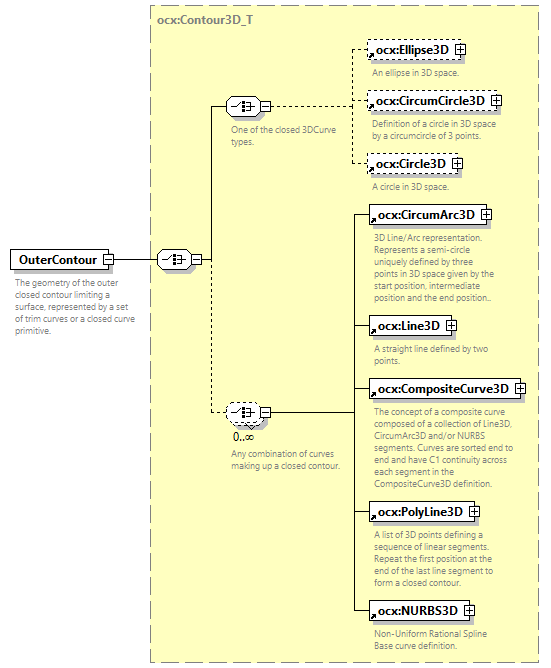 ocx:Contour3D_T
ocx:Ellipse3D
An ellipse in 3D space.
ocx:CircumCircle3D
Definition of a circle in 3D space
by a circumcircle of 3 points.
One of the closed 3DCurve
types.
ocx:Circle3D
A circle in 3D space.
ocx:CircumArc3D
3D Line/Arc representation.
Represents a semi-circle
uniquely defined by three
points in 3D space given by the
start position, intermediate
position and the end position..
OuterContour
The geometry of the outer
closed contour limiting a
surface, represented by a set
of trim curves or a closed curve
primitive.
ocx:Line3D
A straight line defined by two
points.
ocx:CompositeCurve3D
The concept of a composite curve
composed of a collection of Line3D,
CircumArc3D and/or NURBS
segments. Curves are sorted end to
end and have C1 continuity across
each segment in the
CompositeCurve3D definition.
0..∞
Any combination of curves
making up a closed contour.
ocx:PolyLine3D
A list of 3D points defining a
sequence of linear segments.
Repeat the first position at the
end of the last line segment to
form a closed contour.
ocx:NURBS3D
Non-Uniform Rational Spline
Base curve definition.